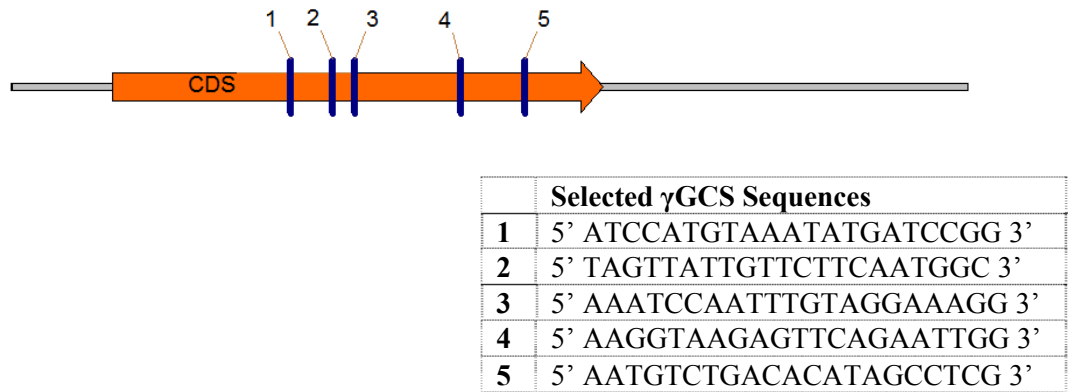 1 2 3 4 5
CDS
Selected γGCS Sequences
1 5’ ATCCATGTAAATATGATCCGG 3’
2 5’ TAGTTATTGTTCTTCAATGGC 3’
3 5’ AAATCCAATTTGTAGGAAAGG 3’
4 5’ AAGGTAAGAGTTCAGAATTGG 3’
5 5’ AATGTCTGACACATAGCCTCG 3’